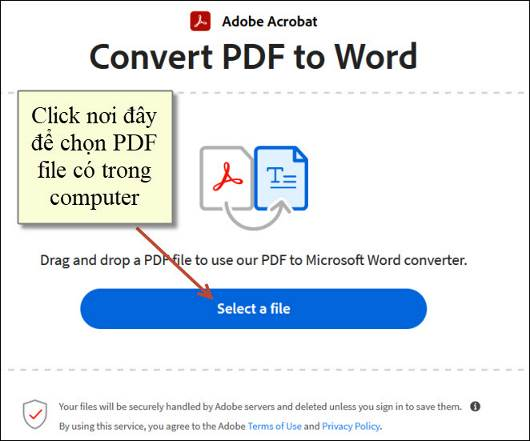 Adobe Acrobat
Convert PDF to Word
Click nơi đây
để chọn PDF
file có trong
computer
Drag and drop a PDF file to use our PDF to Microsoft Word converter.
Select a file
Your files will be securely handled by Adobe servers and deleted unless you sign in to save them.
By using this service, you agree to the Adobe Terms of Use and Privacy Policy.